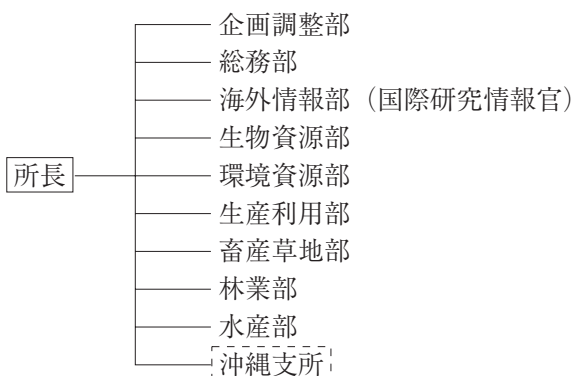 企画調整部
総務部
海外情報部（国際研究情報官）
生物資源部
所長
環境資源部
生産利用部
畜産草地部
林業部
水産部
沖縄支所